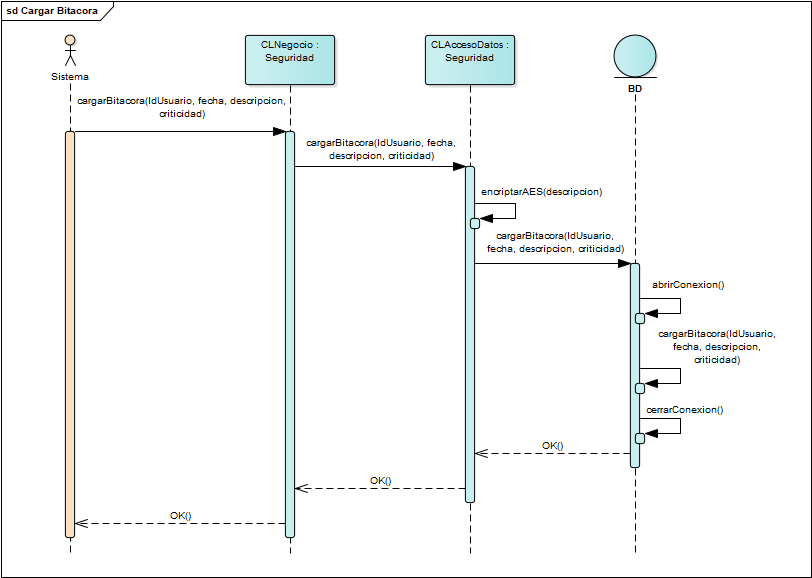 sd Cargar Bitacora
Sistema
CLNegocio :
Seguridad
CLAccesoDatos :
Seguridad
BD
cargarBitacora(IdUsuario, fecha, descripcion,
criticidad)
cargarBitacora(IdUsuario, fecha,
descripcion, criticidad)
encriptarAES(descripcion)
cargarBitacora(IdUsuario,
fecha, descripcion, criticidad)
abrirConexion()
cargarBitacora(IdUsuario,
fecha, descripcion,
criticidad)
cerrarConexion()
OK()
OK()
OK()